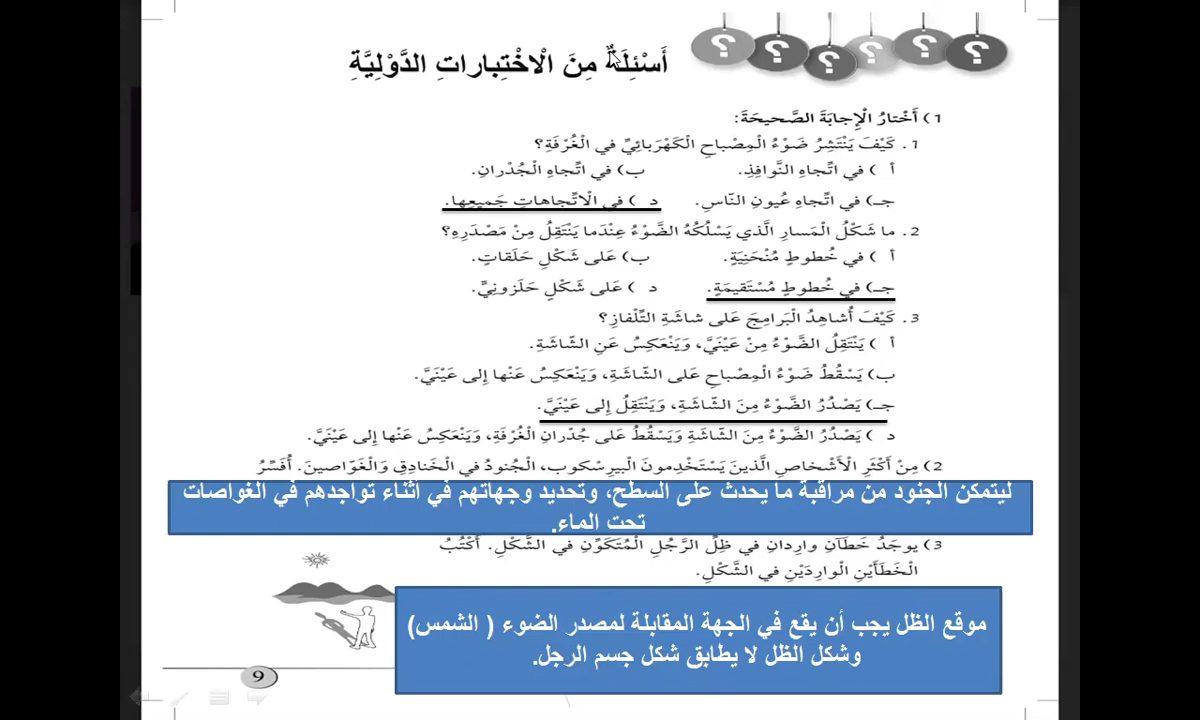 أَسْئِلَةٌ مِنَ الْاخْتِباراتِ الدَّوْلِيَّةِ
1) أَخْتارُ الْإِجابَةَ الصَّحيحَةَ:
1. كَيْفَ يَنْتَشِرُ ضَوْءُ الْمِصْباحِ الْكَهْرَبائِيِّ في الْغُرْفَةِ؟
أ ) في اتِّجاهِ النَّوافِذِ. ب) في اتِّجاهِ الْجُدْرانِ.
جـ) في اتِّجاهِ عُيونِ النّاسِ. د ) في الْاتِّجاهاتِ جَميعِها.
2. ما شَكْلُ الْمَسارِ الَّذي يَسْلُكُهُ الضَّوْءُ عِنْدَما يَنْتَقِلُ مِنْ مَصْدَرِهِ؟
أ ) في خُطوطٍ مُنْحَنِيَةٍ. ب) عَلى شَكْلِ حَلَقاتٍ.
جـ) في خُطوطٍ مُسْتَقيمَةٍ. د ) عَلى شَكْلِ حَلَزونِيٍّ.
3. كَيْفَ أُشاهِدُ الْبَرامِجَ عَلى شاشَةِ التِّلْفازِ؟
أ ) يَنْتَقِلُ الضَّوْءُ مِنْ عَيْنَيَّ، وَيَنْعَكِسُ عَنِ الشّاشَةِ.
ب) يَسْقُطُ ضَوْءُ الْمِصْباحِ عَلى الشّاشَةِ، وَيَنْعَكِسُ عَنْها إِلى عَيْنَيَّ.
جـ) يَصْدُرُ الضَّوْءُ مِنَ الشّاشَةِ، وَيَنْتَقِلُ إِلى عَيْنَيَّ.
د ) يَصْدُرُ الضَّوْءُ مِنَ الشّاشَةِ وَيَسْقُطُ عَلى جُدْرانِ الْغُرْفَةِ، وَيَنْعَكِسُ عَنْها إِلى عَيْنَيَّ.
2) مِنْ أَكْثَرِ الْأَشْخاصِ الَّذينَ يَسْتَخْدِمونَ الْبيرِسْكوب، الْجُنودُ في الْخَنادِقِ وَالْغَوّاصينَ. أُفَسِّرُ
ليتمكن الجنود من مراقبة ما يحدث على السطح، وتحديد وجهاتهم في أثناء تواجدهم في الغواصات
تحت الماء.
3) يوجَدُ خَطَآنِ وارِدانِ في ظِلِّ الرَّجُلِ الْمُتَكَوِّنِ في الشَّكْلِ. أَكْتُبُ
الْخَطَأَيْنِ الْوارِدَيْنِ في الشَّكْلِ.
موقع الظل يجب أن يقع في الجهة المقابلة لمصدر الضوء ( الشمس)
وشكل الظل لا يطابق شكل جسم الرجل.
9